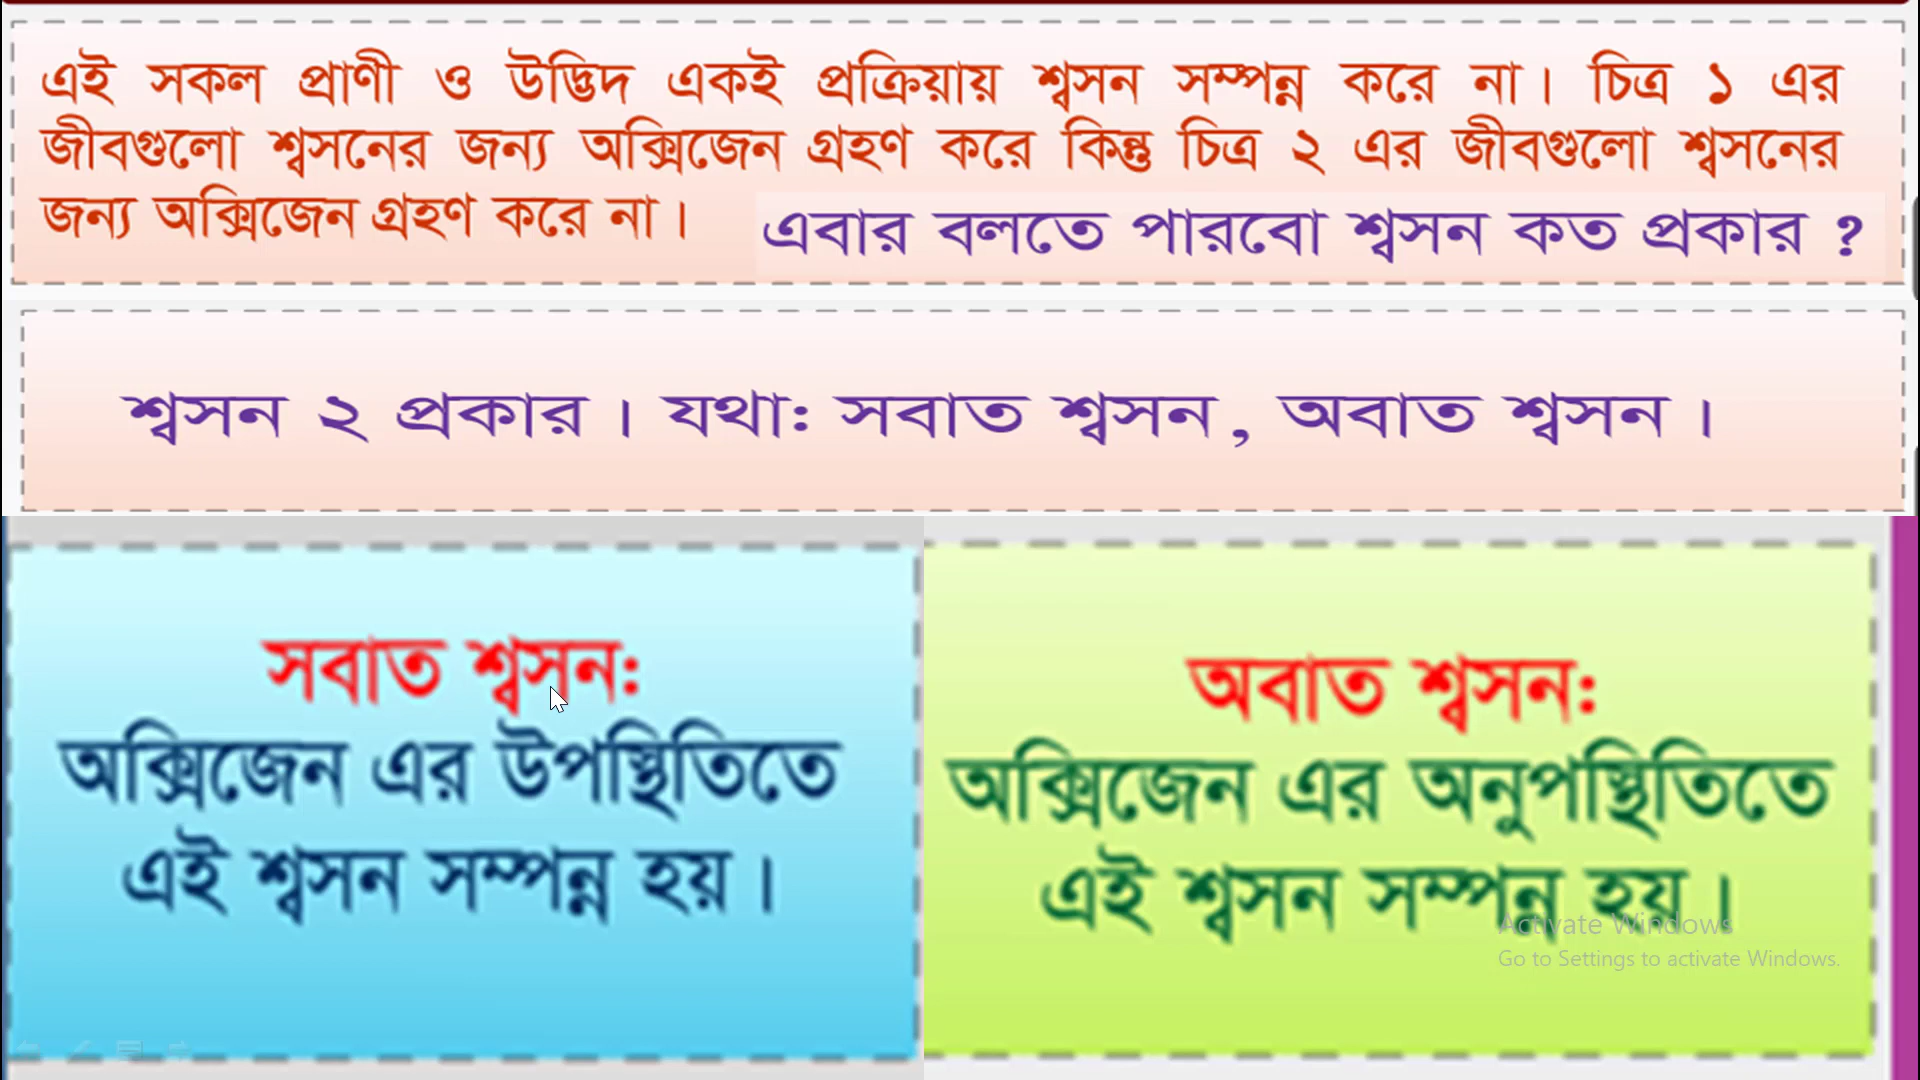 এই সকল প্রাণী ও উদ্ভিদ একই প্রক্রিয়ায় শ্বসন সম্পন্ন করে না। চিত্র ১ এর
জীবগুলো শ্বসনের জন্য অক্সিজেন গ্রহণ করে কিন্তু চিত্র ২ এর জীবগুলো শ্বসনের
জন্য অক্সিজেন গ্রহণ করে না।
এবার বলতে পারবো শ্বসন কত প্রকার ?
শ্বসন ২ প্রকার। যথা: সবাত শ্বসন, অবাত শ্বসন।
সবাত শ্বসন:
অক্সিজেন এর উপস্থিতিতে
এই শ্বসন সম্পন্ন হয়।
অবাত শ্বসন:
অক্সিজেন এর অনুপস্থিতিতে
এই শ্বসন সম্পন্ন হয়।
Activate Windows
Go to Settings to activate Windows.